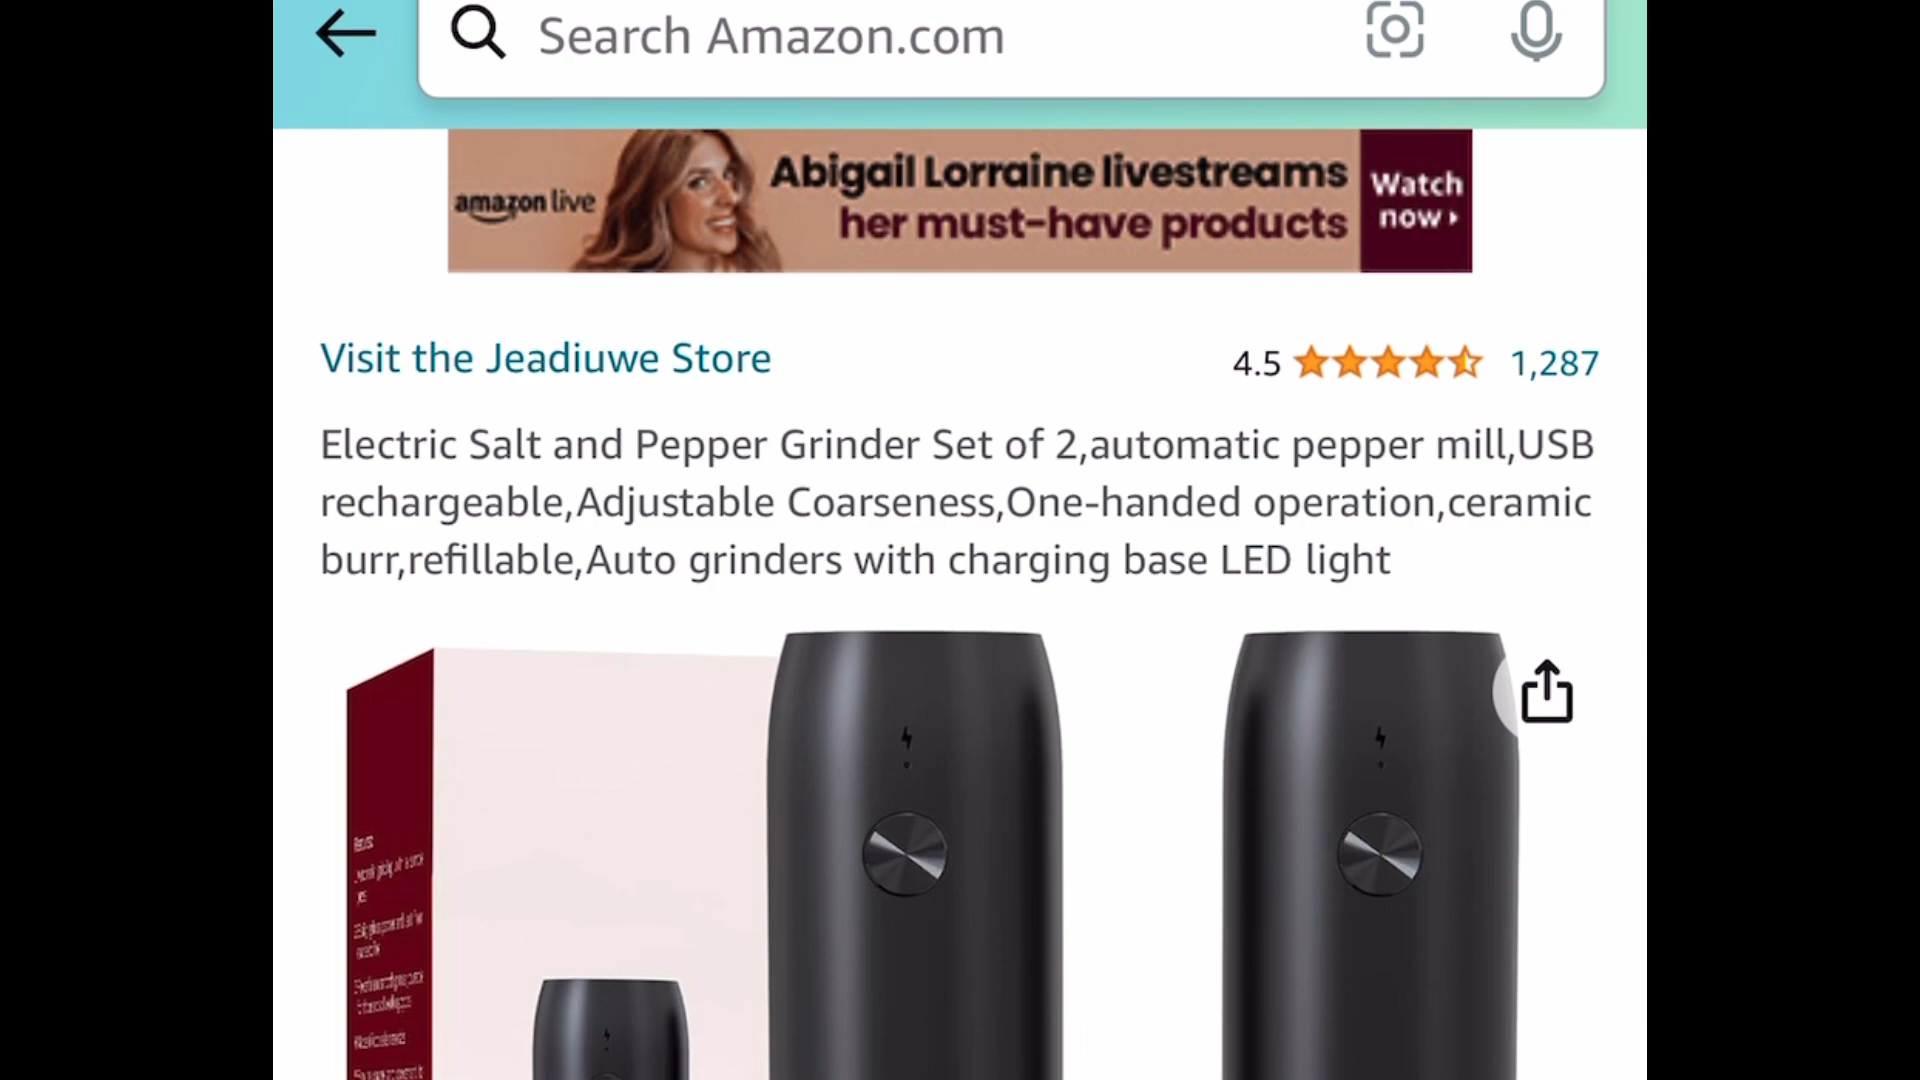 Search Amazon.com
amazon live
Abigail Lorraine livestreams
her must-have products
Watch
now
Visit the Jeadiuwe Store
4.5
1,287
Electric Salt and Pepper Grinder Set of 2,automatic pepper mill,USB
rechargeable,Adjustable Coarseness,One-handed operation,ceramic
burr,refillable,Auto grinders with charging base LED light